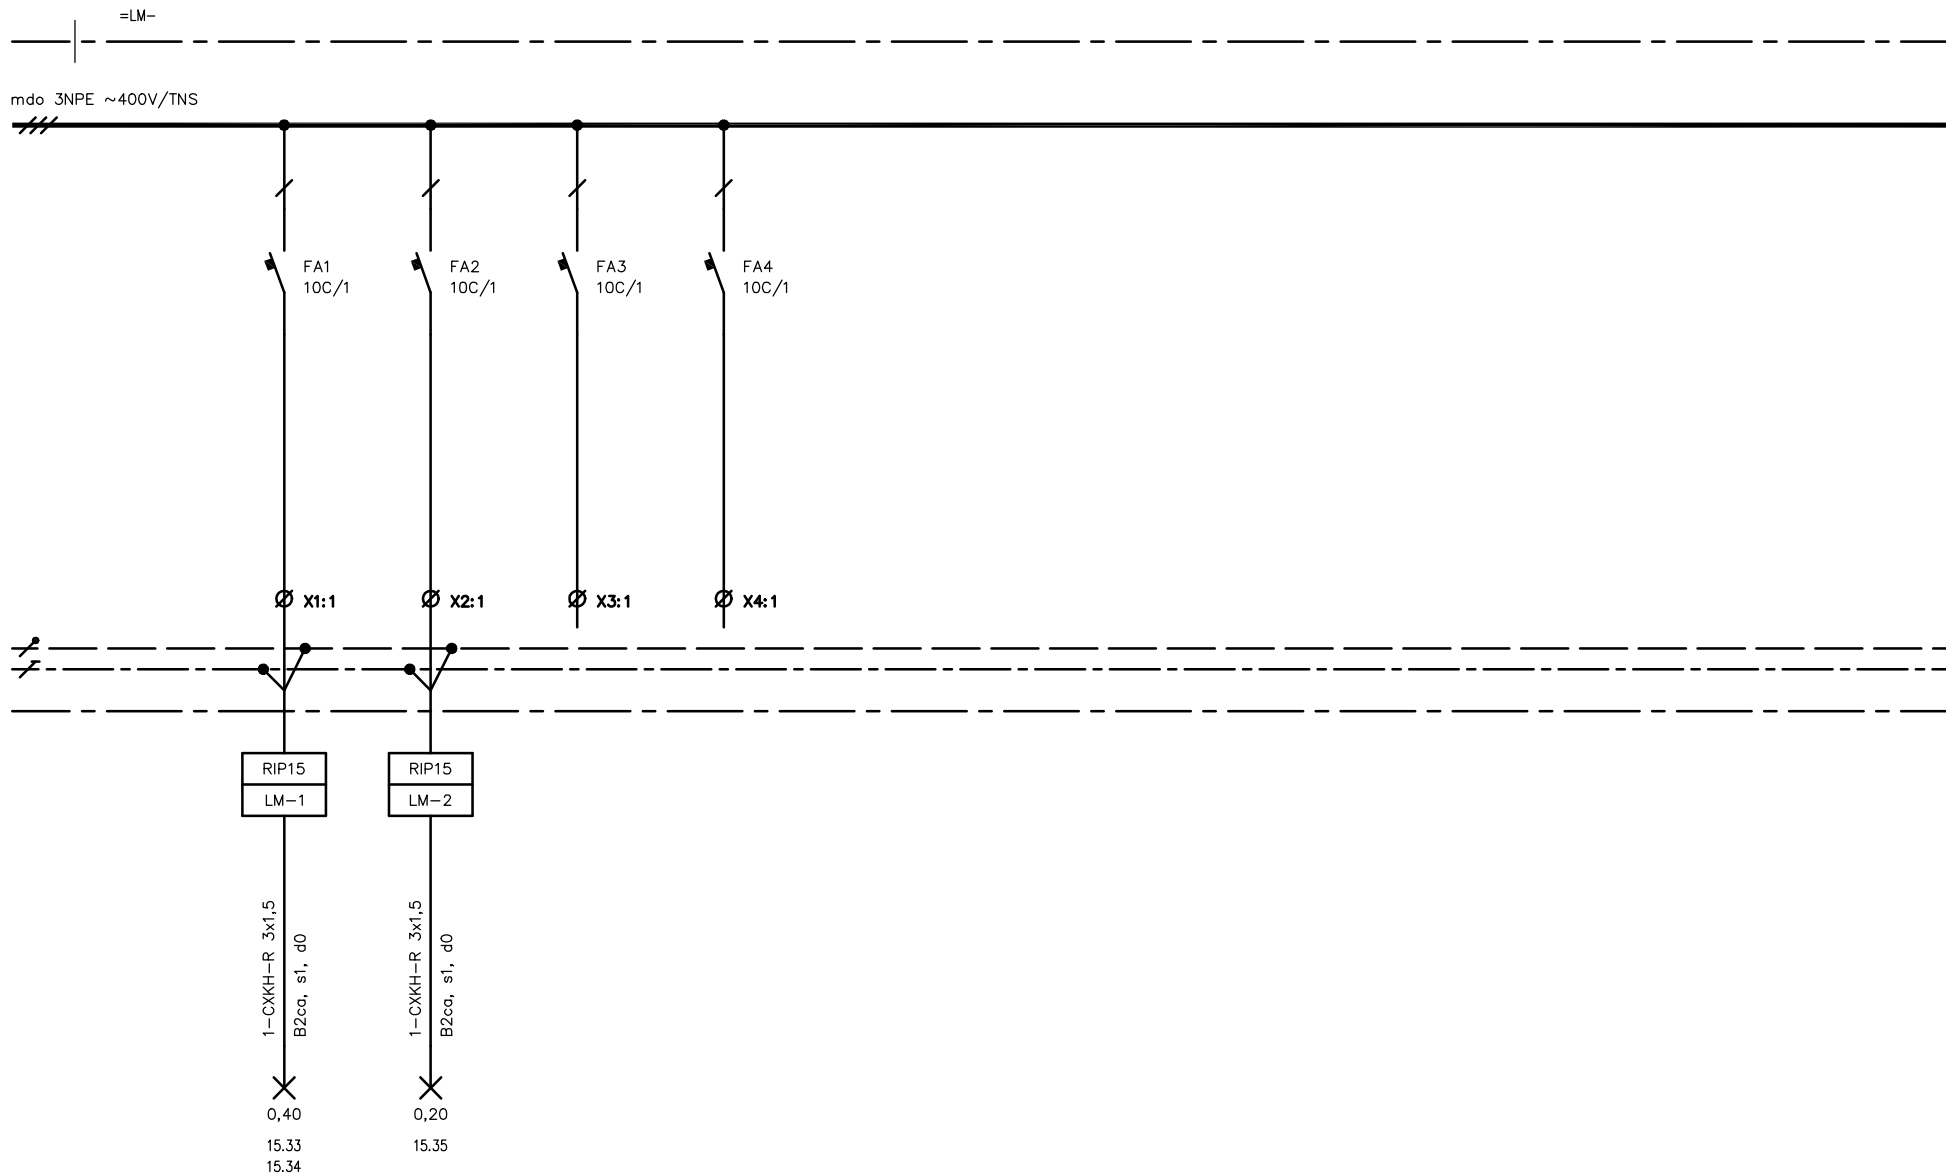 =LM-
mdo 3NPE ~400V/TNS
FA1
10C/1
FA2
10C/1
FA3
10C/1
FA4
10C/1
X1:1
X2:1
X3:1
X4:1
RIP15
LM-1
RIP15
LM-2
1-CXKH-R 3x1,5
B2ca, s1, d0
1-CXKH-R 3x1,5
B2ca, s1, d0
0,40
15.33
15.34
0,20
15.35